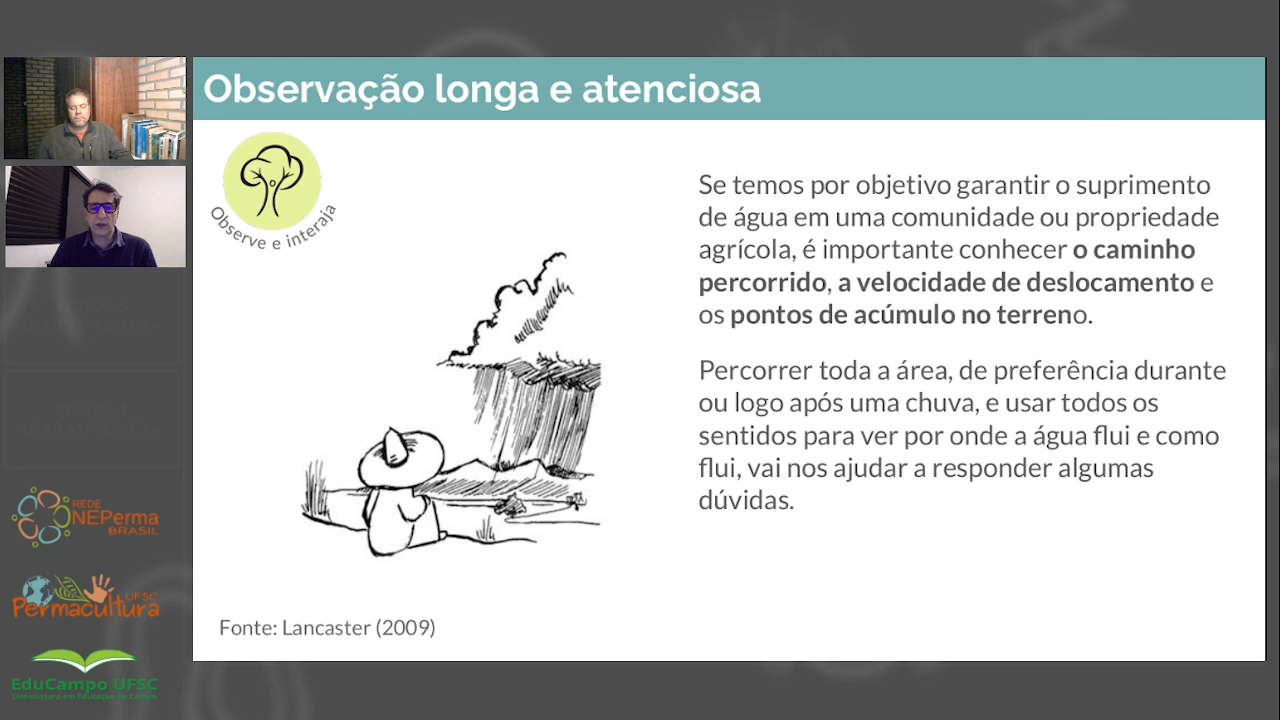 Observação longa e atenciosa
Observe e interaja
Se temos por objetivo garantir o suprimento
de água em uma comunidade ou propriedade
agrícola, é importante conhecer o caminho
percorrido, a velocidade de deslocamento e
os pontos de acúmulo no terreno.
Percorrer toda a área, de preferência durante
ou logo após uma chuva, e usar todos os
sentidos para ver por onde a água flui e como
flui, vai nos ajudar a responder algumas
dúvidas.
Fonte: Lancaster (2009)
REDE
NEPerma
BRASIL
UFSC
Permacultura
EduCampo UFSC
Licenciatura em Educação do Campo